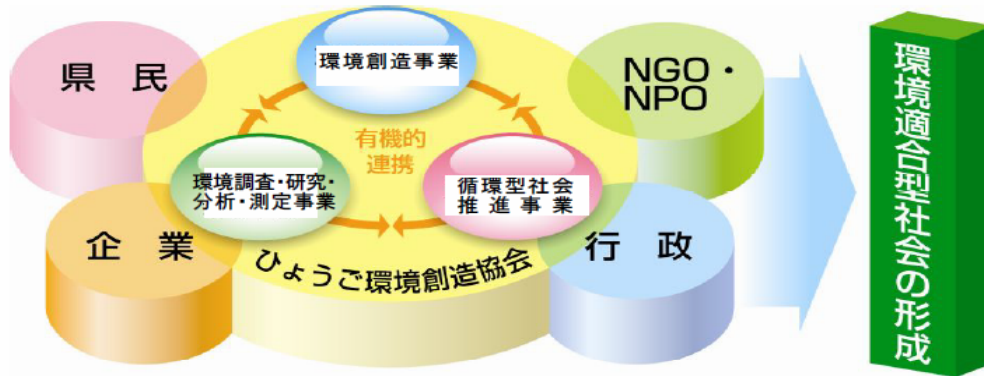 県　民
環境創造事業
NGO・
NPO
有機的
連携
環境調査・研究・
分析・測定事業
循環型社会
推進事業
企　業
ひょうご環境創造協会
行　政
環境適合型社会の形成